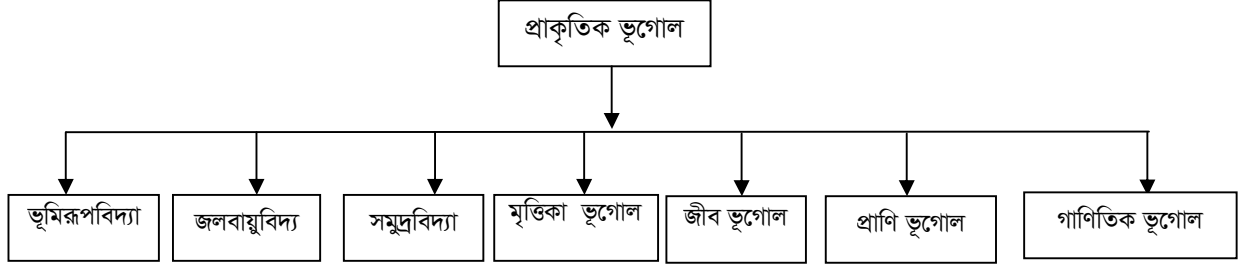 প্রাকৃতিক ভূগোল
ভূমিরূপবিদ্যা
জলবায়ুবিদ্য
সমুদ্রবিদ্যা
মৃত্তিকা ভূগোল
জীব ভূগোল
প্রাণি ভূগোল
গাণিতিক ভূগোল